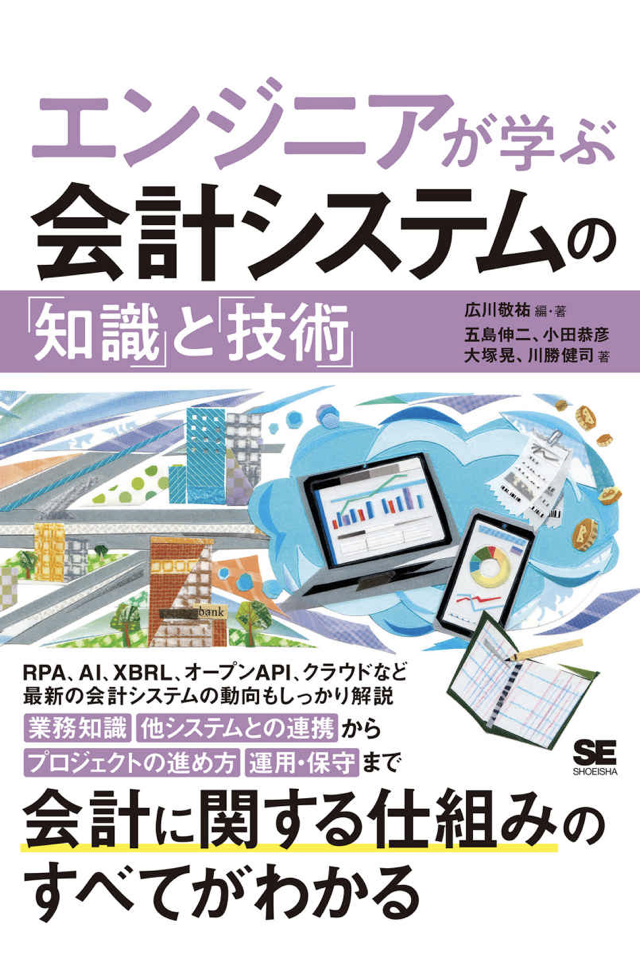 エンジニアが学ぶ
会計システムの
「知識」と「技術」
広川敬祐 編・著
五島伸二、小田恭彦
大塚晃、川勝健司 著
bank
RPA、AI、XBRL、オープンAPI、クラウドなど
最新の会計システムの動向もしっかり解説
業務知識 他システムとの連携 から
プロジェクトの進め方 運用・保守 まで
SE
SHOEISHA
会計に関する仕組みの
すべてがわかる